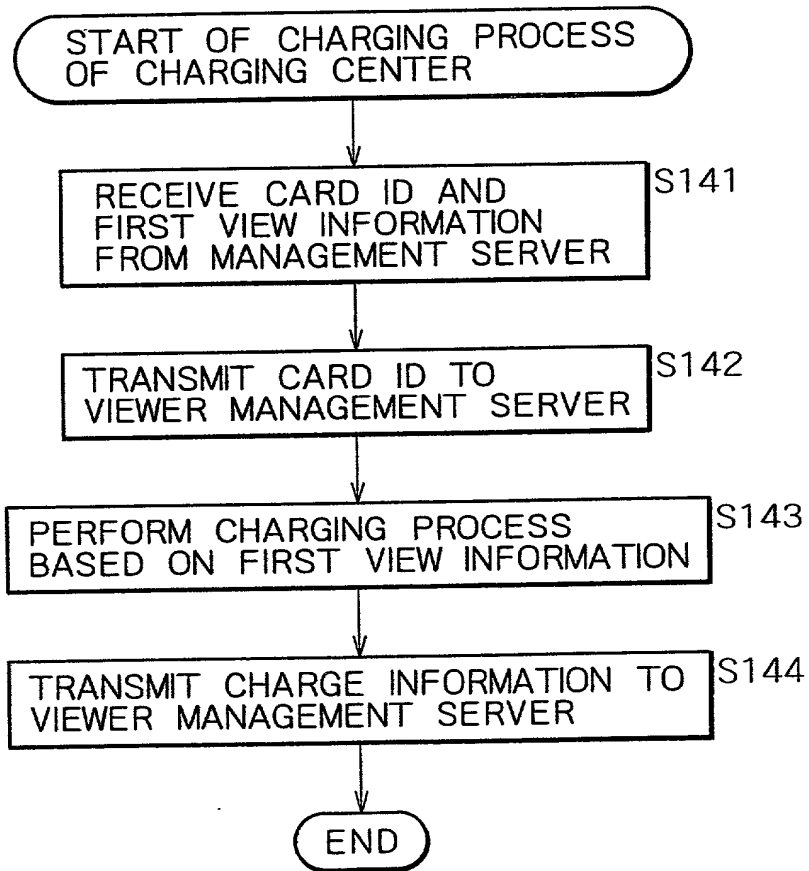 START OF CHARGING PROCESS
OF CHARGING CENTER
RECEIVE CARD ID AND
FIRST VIEW INFORMATION
FROM MANAGEMENT SERVER
S141
TRANSMIT CARD ID TO
VIEWER MANAGEMENT SERVER
S142
PERFORM CHARGING PROCESS
BASED ON FIRST VIEW INFORMATION
S143
TRANSMIT CHARGE INFORMATION TO
VIEWER MANAGEMENT SERVER
S144
END